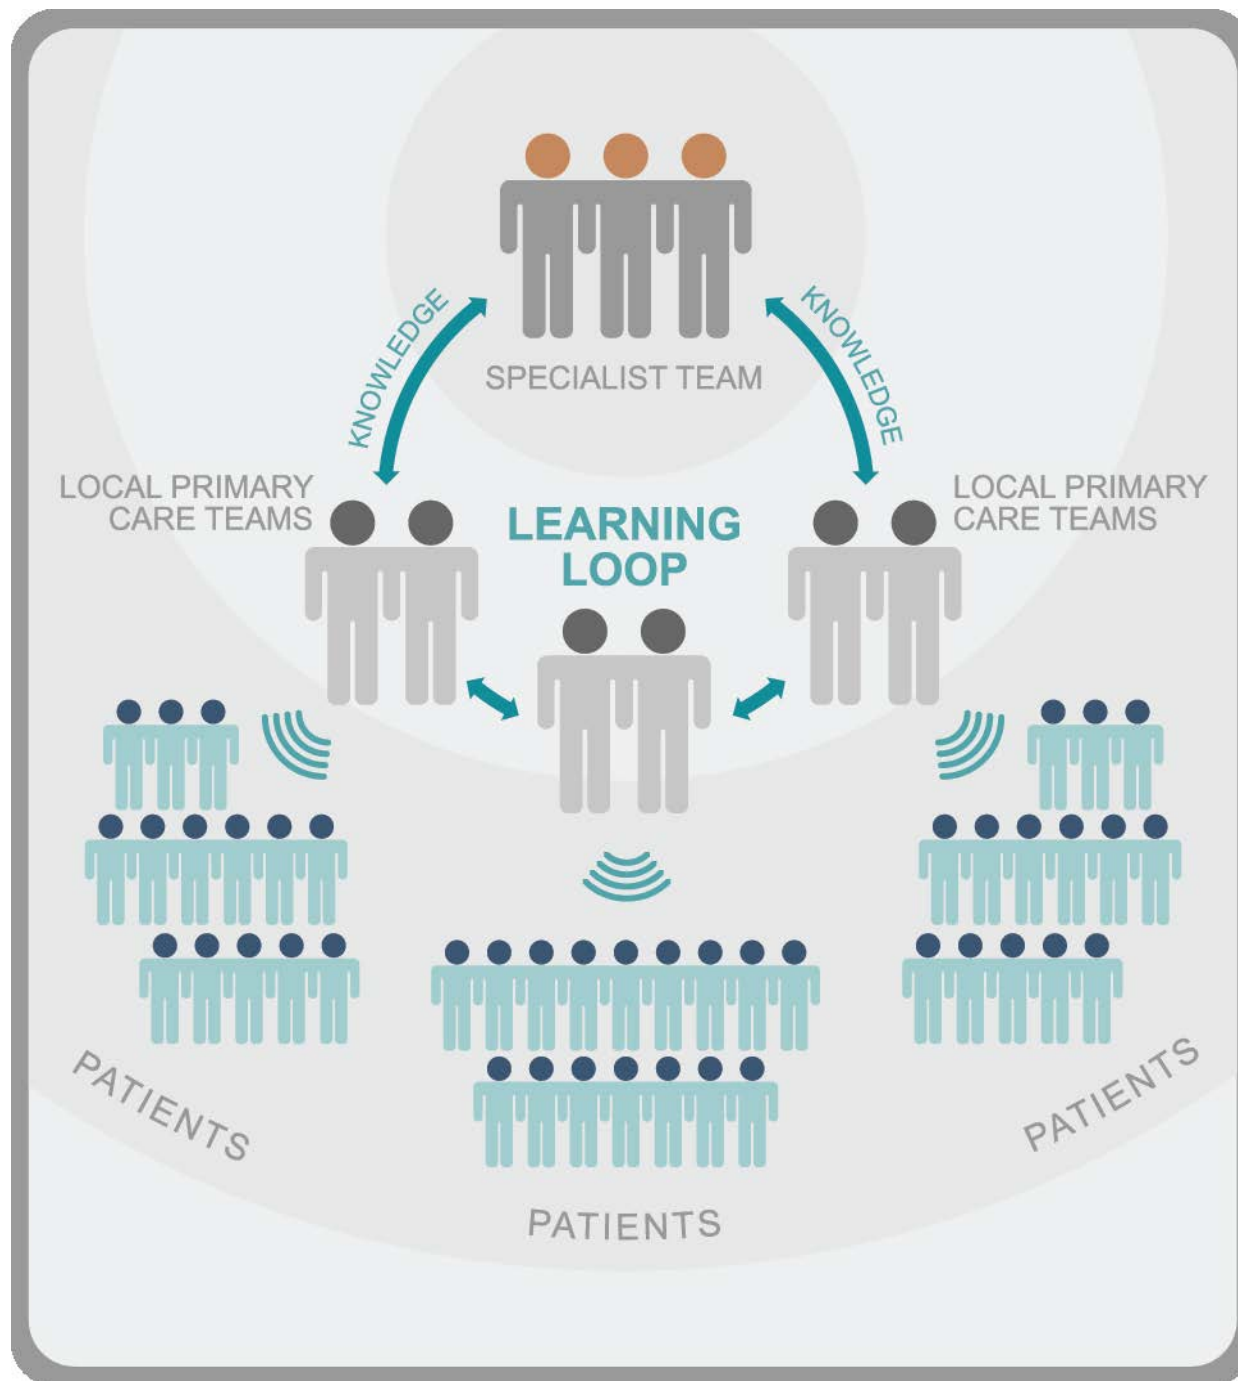 SPECIALIST TEAM
KNOWLEDGE
KNOWLEDGE
LOCAL PRIMARY
CARE TEAMS
LEARNING
LOOP
LOCAL PRIMARY
CARE TEAMS
PATIENTS
PATIENTS
PATIENTS